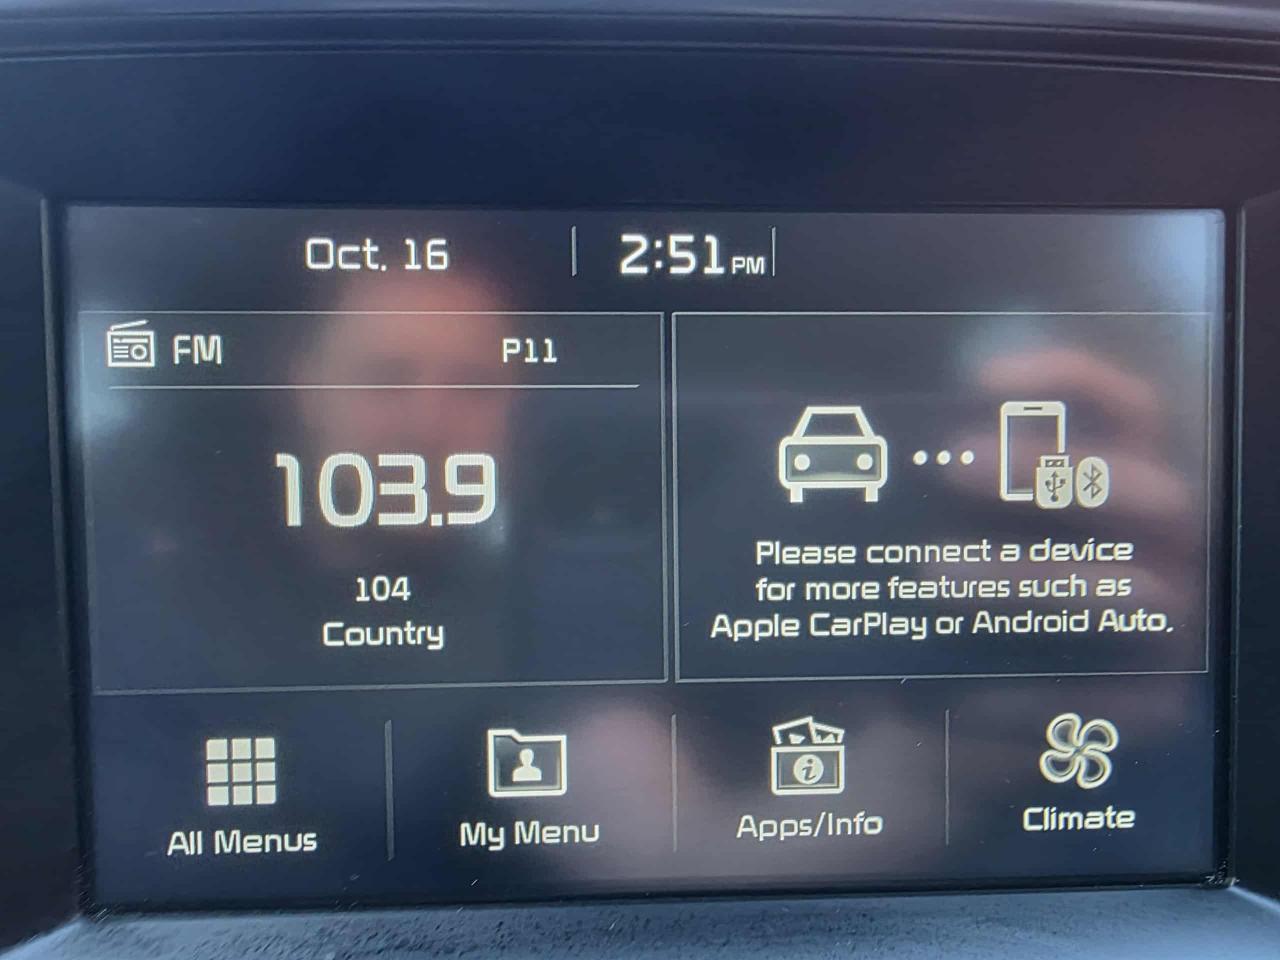 Oct. 16
2:51 PM
FM
P11
103.9
104
Country
Please connect a device
for more features such as
Apple CarPlay or Android Auto.
All Menus
My Menu
Apps/Info
Climate